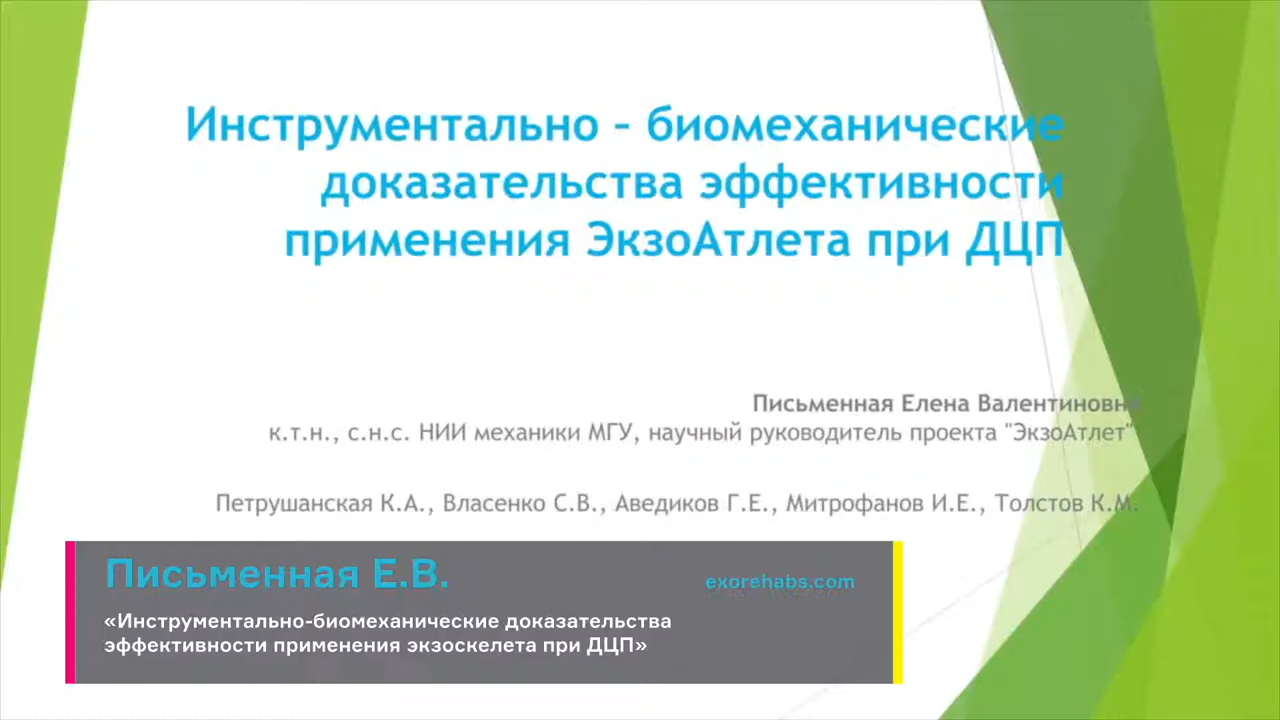 Инструментально – биомеханические
доказательства эффективности
применения ЭкзоАтлета при ДЦП
Письменная Елена Валентиновна
к.т.н., с.н.с. НИИ механики МГУ, научный руководитель проекта "ЭкзоАтлет"
Петрушанская К.А., Власенко С.В., Аведиков Г.Е., Митрофанов И.Е., Толстов К.М.
Письменная Е.В.
exorehabs.com
«Инструментально-биомеханические доказательства
эффективности применения экзоскелета при ДЦП»